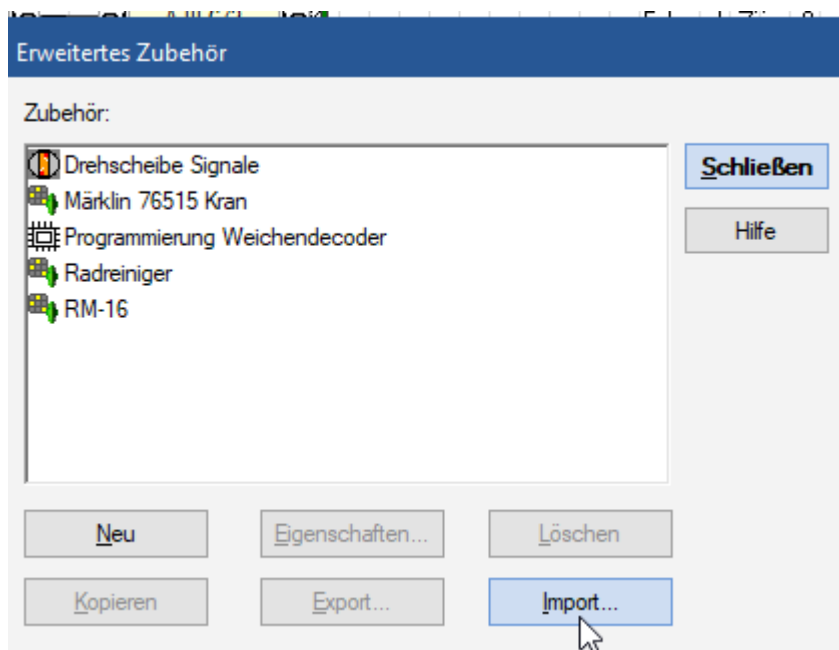 Erweitertes Zubehör
Zubehör:
Drehscheibe Signale
Märklin 76515 Kran
Programmierung Weichendecoder
Radreiniger
RM-16
Schließen
Hilfe
Neu
Eigenschaften...
Löschen
Kopieren
Export...
Import...